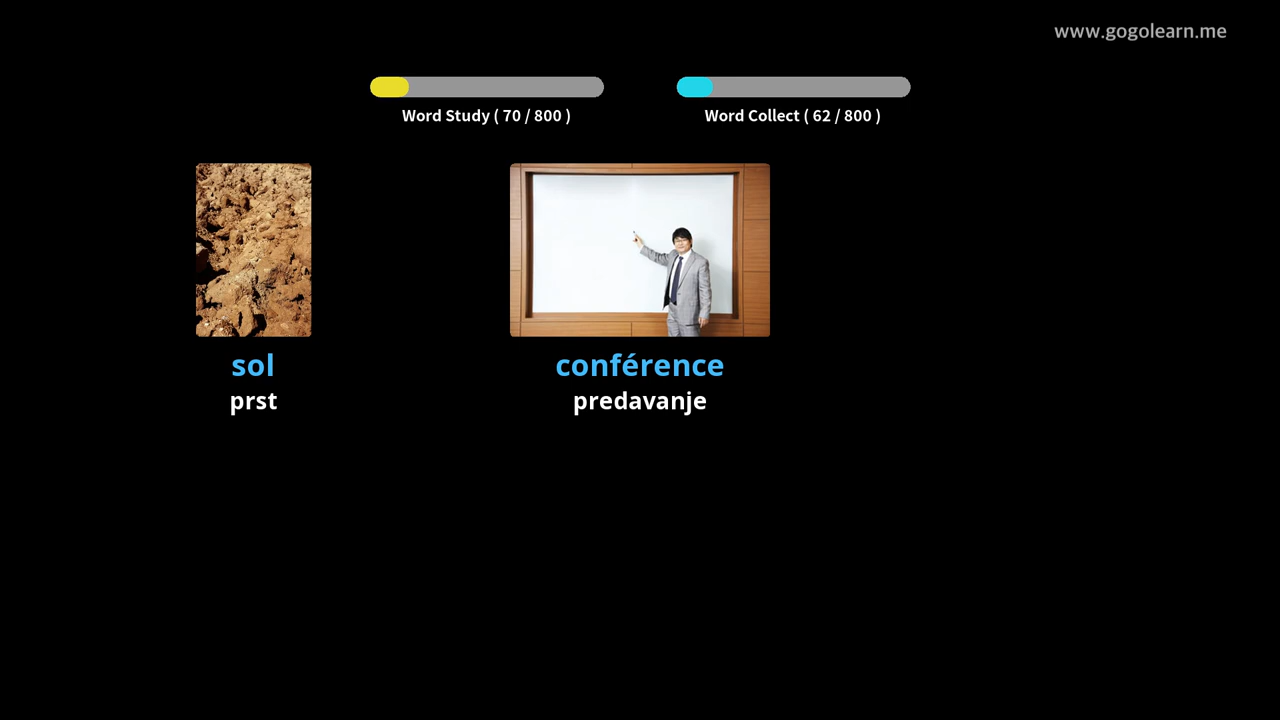 www.gogolearn.me
Word Study ( 70 / 800 )
Word Collect ( 62 / 800 )
sol
prst
conférence
predavanje